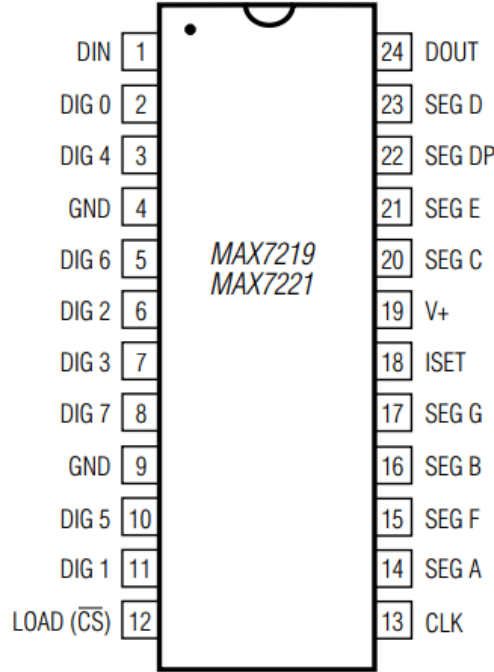 DIN 1 24 DOUT
DIG 0 2 23 SEG D
DIG 4 3 22 SEG DP
GND 4 21 SEG E
DIG 6 5 20 SEG C
MAX7219
MAX7221
DIG 2 6 19 V+
DIG 3 7 18 ISET
DIG 7 8 17 SEG G
GND 9 16 SEG B
DIG 5 10 15 SEG F
DIG 1 11 14 SEG A
LOAD (C̅S̅) 12 13 CLK